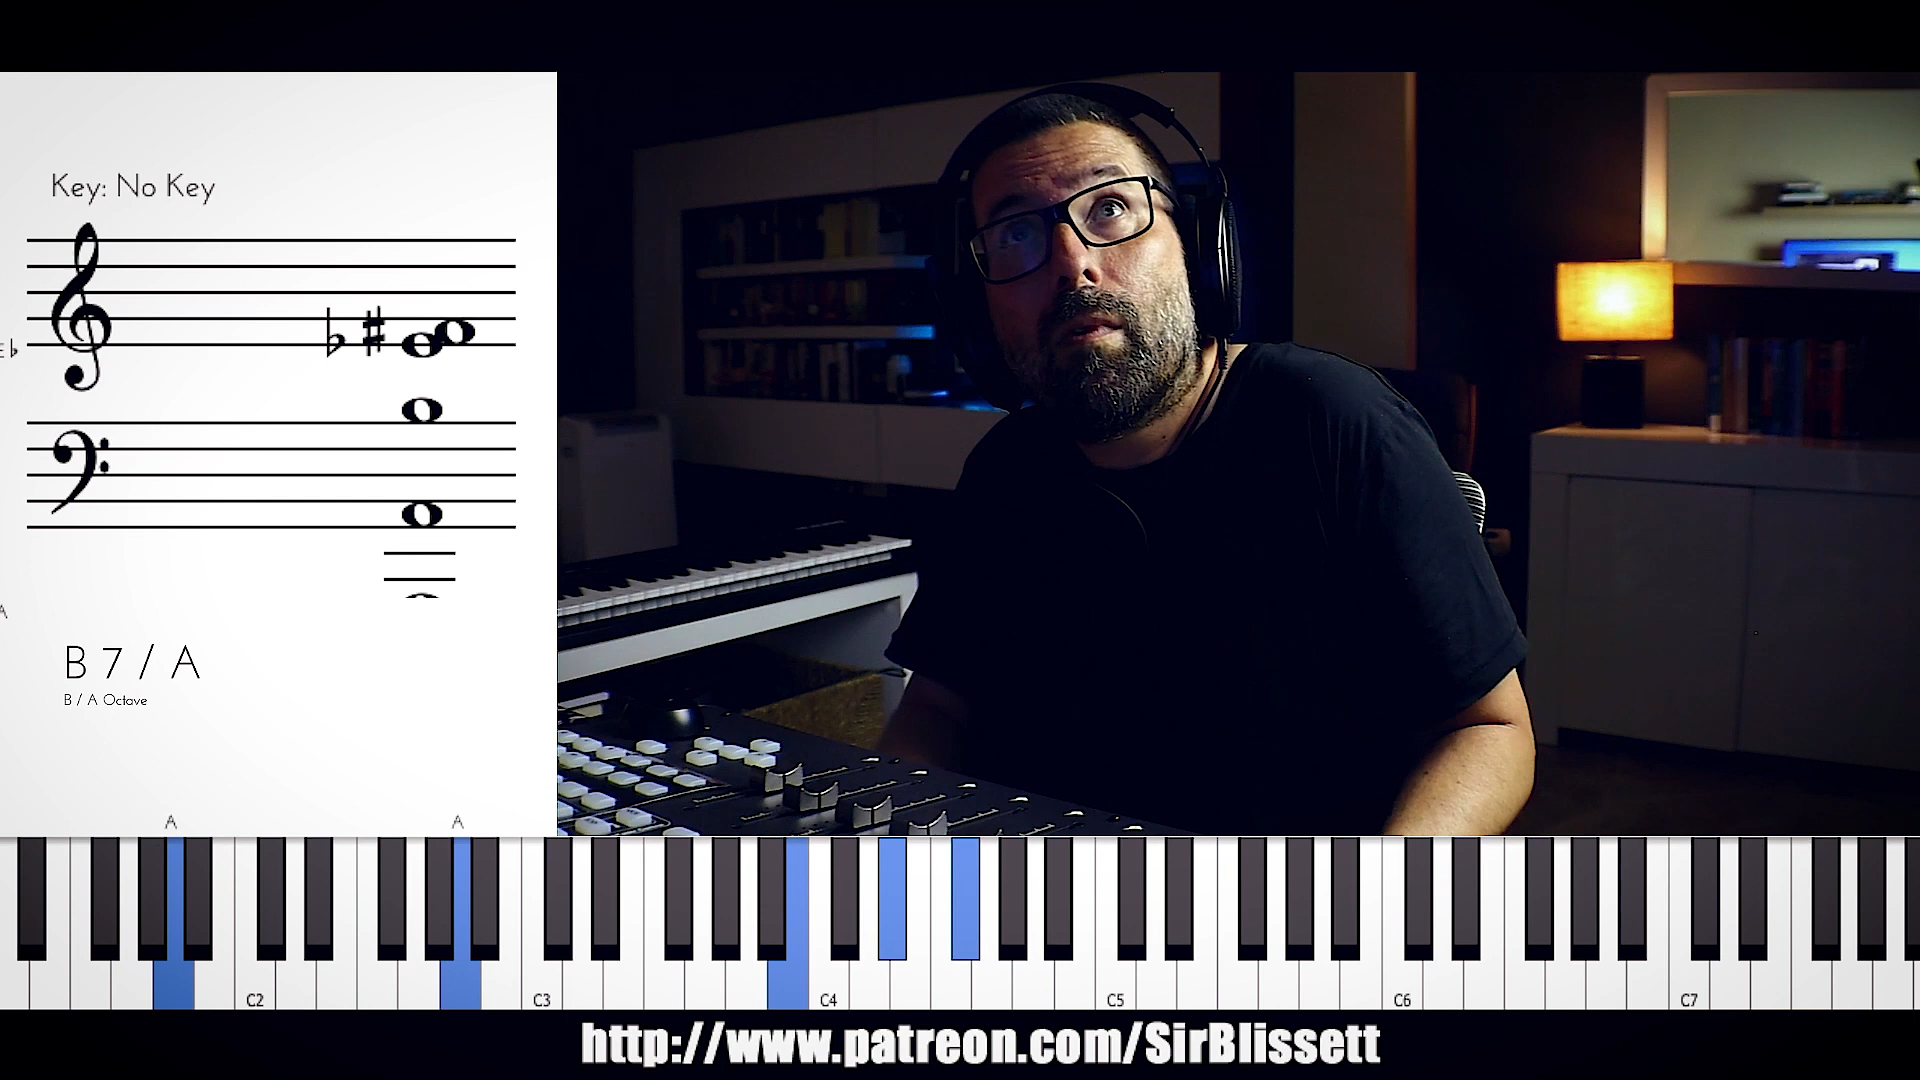 Key: No Key
E♭
A
B 7 / A
B / A Octave
A A
C2 C3 C4 C5 C6 C7
http://www.patreon.com/SirBlissett